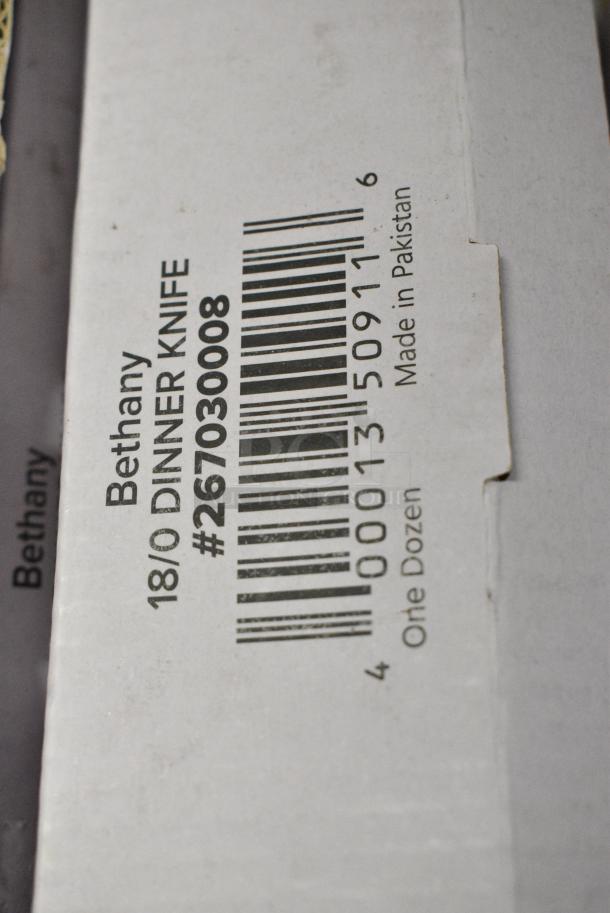 Bethany
18/0 DINNER KNIFE
#267030008
4 00013 50911 6
One Dozen Made in Pakistan
Bethany